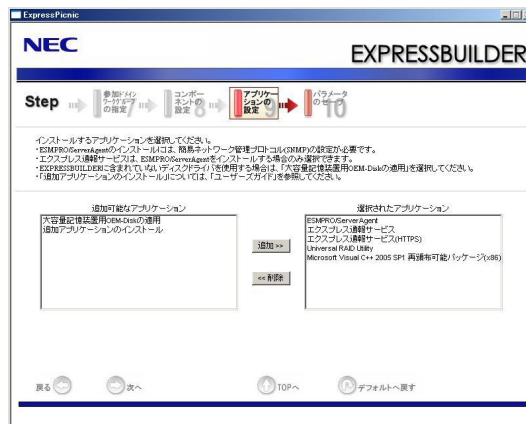 ExpressPicnic
NEC
EXPRESSBUILDER
Step
参加ドメイン
ワークグループ
の指定
7
コンポー
ネントの
設定
8
アプリケー
ションの
設定
9
パラメータ
のセーブ
10
インストールするアプリケーションを選択してください。
・ESMPRO/ServerAgentのインストールには、簡易ネットワーク管理プロトコル(SNMP)の設定が必要です。
・エクスプレス通報サービスは、ESMPRO/ServerAgentをインストールする場合のみ選択できます。
・EXPRESSBUILDERに含まれていないディスクドライバを使用する場合は、「大容量記憶装置用OEM-Diskの適用」を選択してください。
・「追加アプリケーションのインストール」については、「ユーザーズガイド」を参照してください。
追加可能なアプリケーション
大容量記憶装置用OEM-Diskの適用
追加アプリケーションのインストール
追加 >>
<< 削除
選択されたアプリケーション
ESMPRO/ServerAgent
エクスプレス通報サービス
エクスプレス通報サービス(HTTPS)
Universal RAID Utility
Microsoft Visual C++ 2005 SP1 再頒布可能パッケージ(x86)
戻る
次へ
TOPへ
デフォルトへ戻す